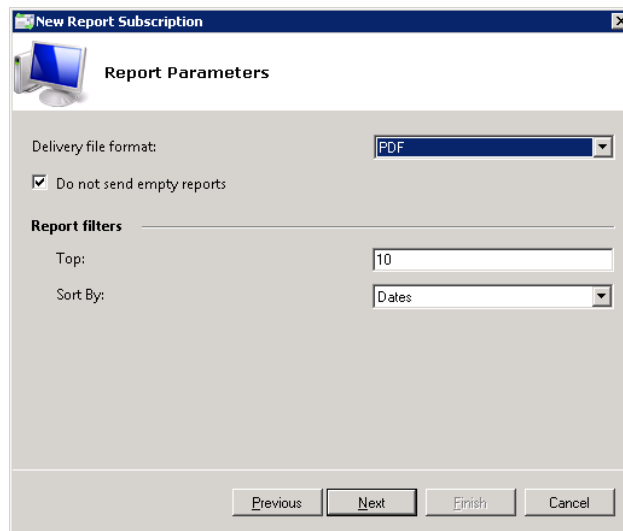 New Report Subscription
Report Parameters
Delivery file format: PDF
Do not send empty reports
Report filters
Top: 10
Sort By: Dates
Previous Next Finish Cancel